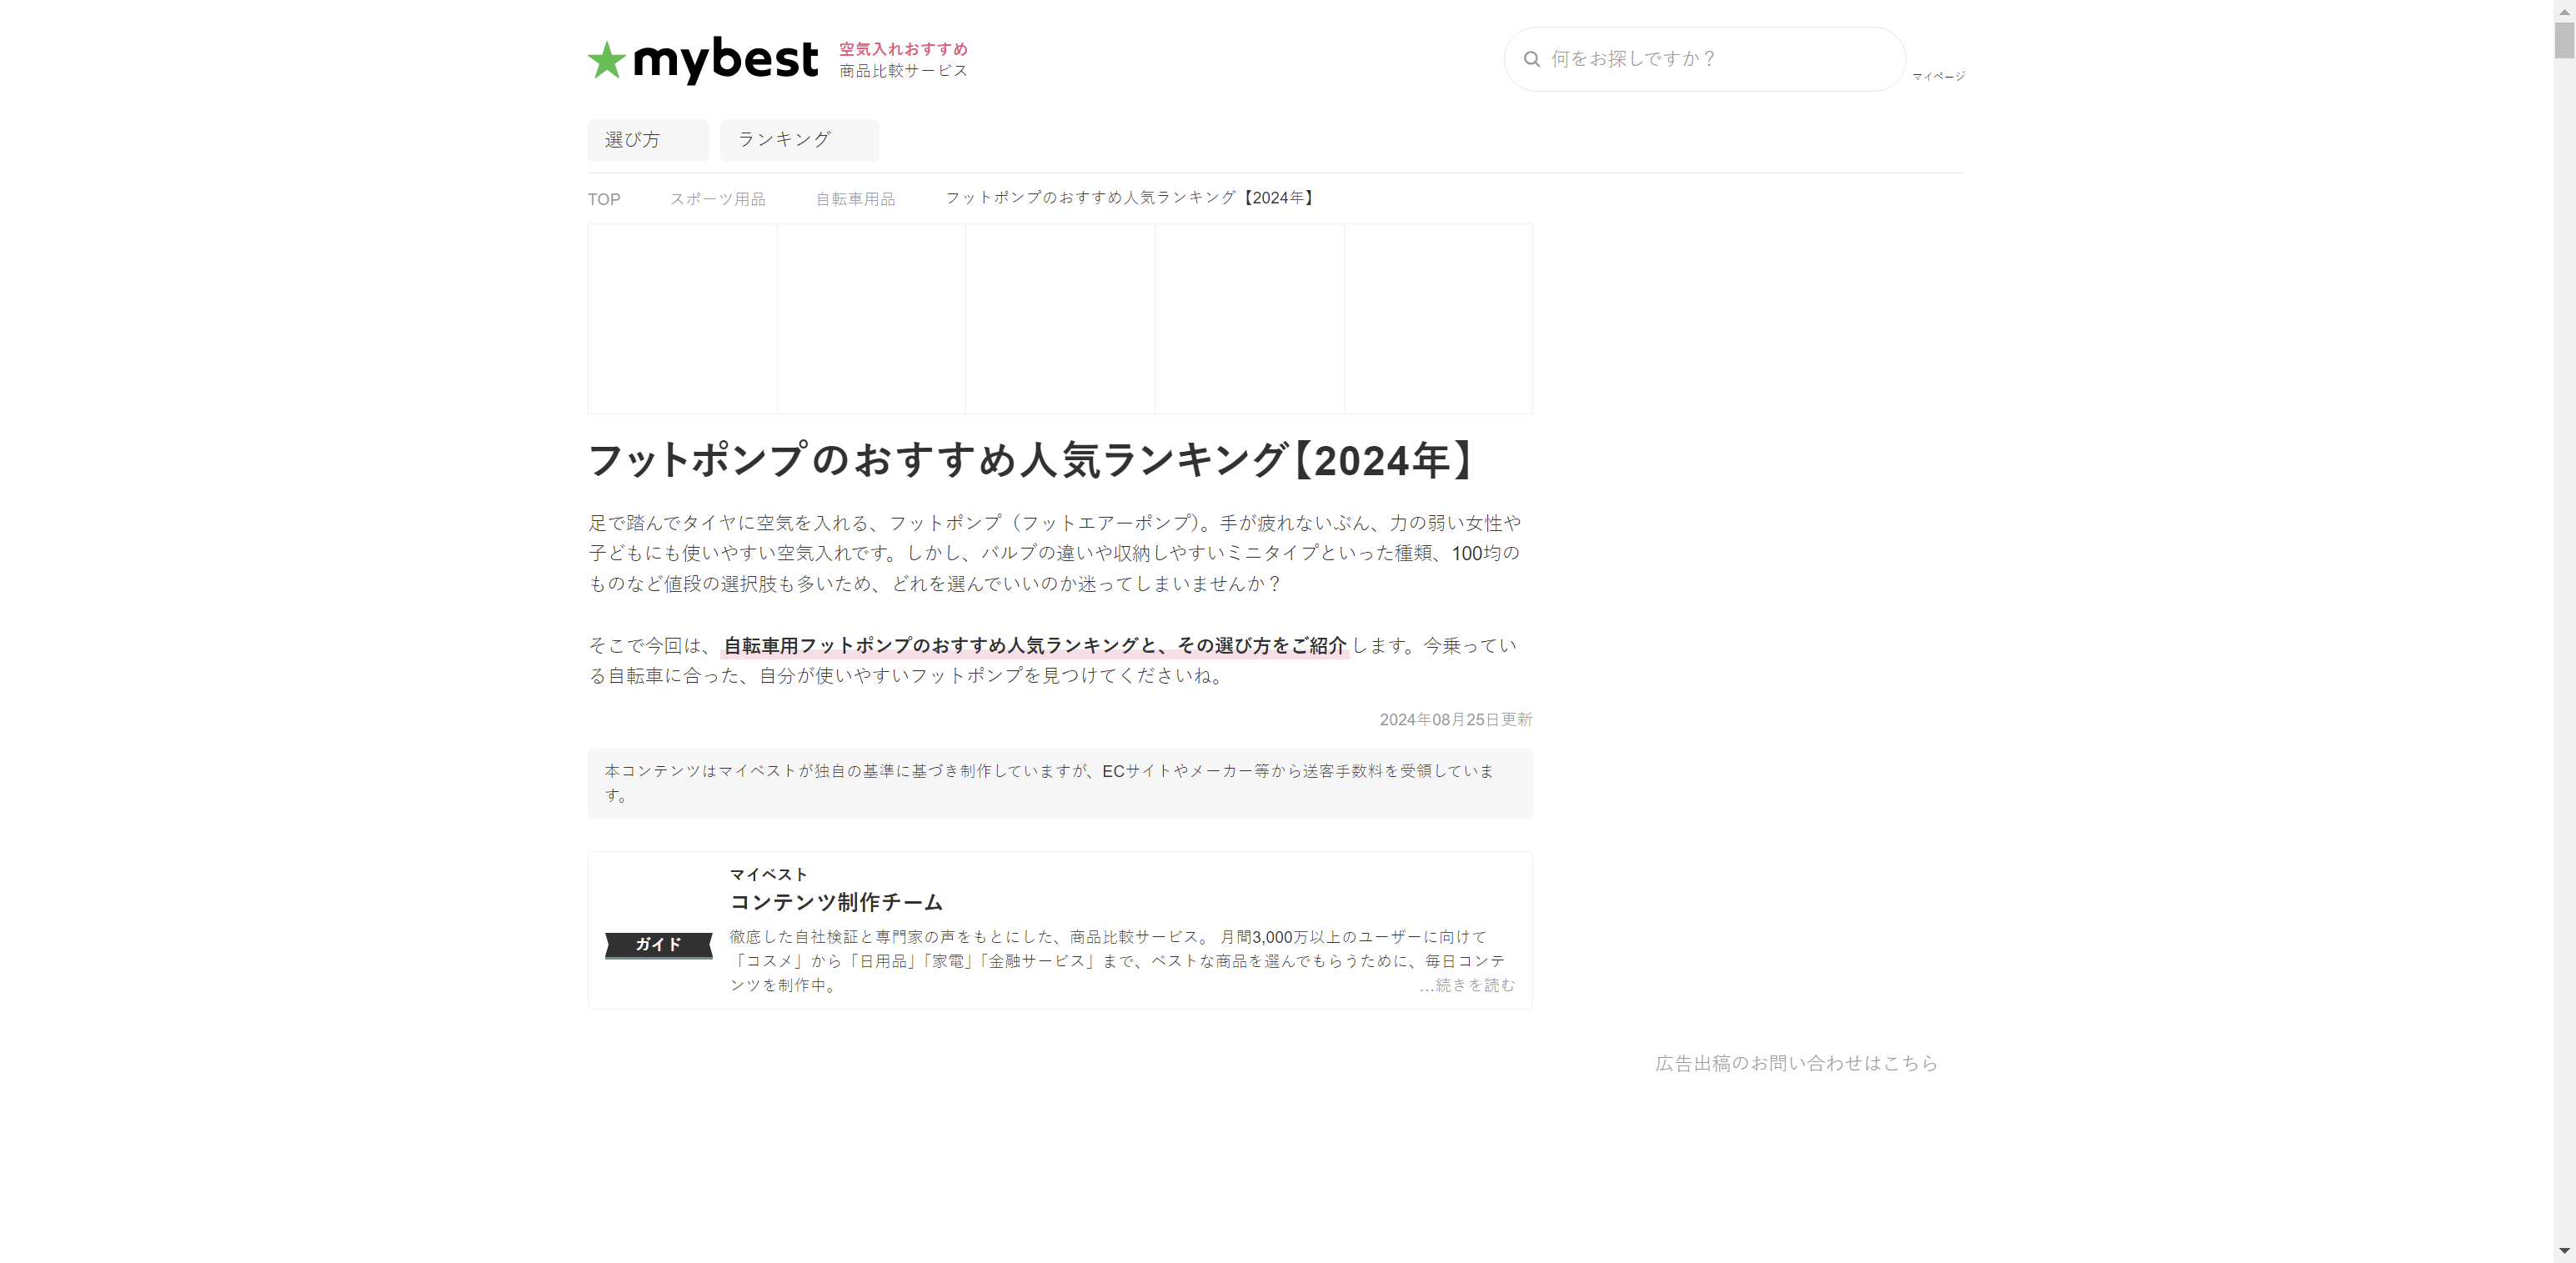 mybest
空気入れおすすめ
商品比較サービス
何をお探しですか？
マイページ
選び方
ランキング
TOP
スポーツ用品
自転車用品
フットポンプのおすすめ人気ランキング【2024年】
フットポンプのおすすめ人気ランキング【2024年】
足で踏んでタイヤに空気を入れる、フットポンプ（フットエアーポンプ）。手が疲れないぶん、力の弱い女性や
子どもにも使いやすい空気入れです。しかし、バルブの違いや収納しやすいミニタイプといった種類、100均の
ものなど値段の選択肢も多いため、どれを選んでいいのか迷ってしまいませんか？
そこで今回は、自転車用フットポンプのおすすめ人気ランキングと、その選び方をご紹介します。今乗ってい
る自転車に合った、自分が使いやすいフットポンプを見つけてくださいね。
2024年08月25日更新
本コンテンツはマイベストが独自の基準に基づき制作していますが、ECサイトやメーカー等から送客手数料を受領していま
す。
マイベスト
コンテンツ制作チーム
ガイド
徹底した自社検証と専門家の声をもとにした、商品比較サービス。 月間3,000万以上のユーザーに向けて
「コスメ」から「日用品」「家電」「金融サービス」まで、ベストな商品を選んでもらうために、毎日コンテ
ンツを制作中。
…続きを読む
広告出稿のお問い合わせはこちら